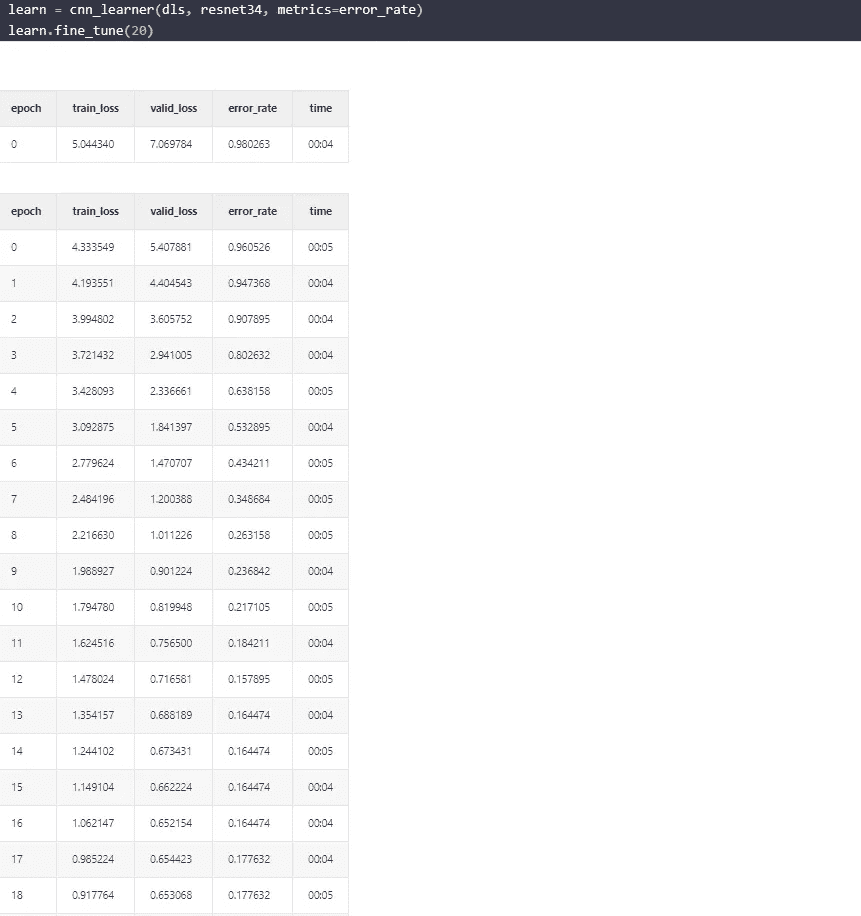 learn = cnn_learner(dls, resnet34, metrics=error_rate)
learn.fine_tune(20)
epoch train_loss valid_loss error_rate time
0 5.044340 7.069784 0.980263 00:04
epoch train_loss valid_loss error_rate time
0 4.333549 5.407881 0.960526 00:05
1 4.193551 4.404543 0.947368 00:04
2 3.994802 3.605752 0.907895 00:04
3 3.721432 2.941005 0.802632 00:04
4 3.428093 2.336661 0.638158 00:05
5 3.092875 1.841397 0.532895 00:04
6 2.779624 1.470707 0.434211 00:05
7 2.484196 1.200388 0.348684 00:05
8 2.216630 1.011226 0.263158 00:05
9 1.988927 0.901224 0.236842 00:04
10 1.794780 0.819948 0.217105 00:05
11 1.624516 0.756500 0.184211 00:04
12 1.478024 0.716581 0.157895 00:05
13 1.354157 0.688189 0.164474 00:04
14 1.244102 0.673431 0.164474 00:05
15 1.149104 0.662224 0.164474 00:04
16 1.062147 0.652154 0.164474 00:04
17 0.985224 0.654423 0.177632 00:04
18 0.917764 0.653068 0.177632 00:05